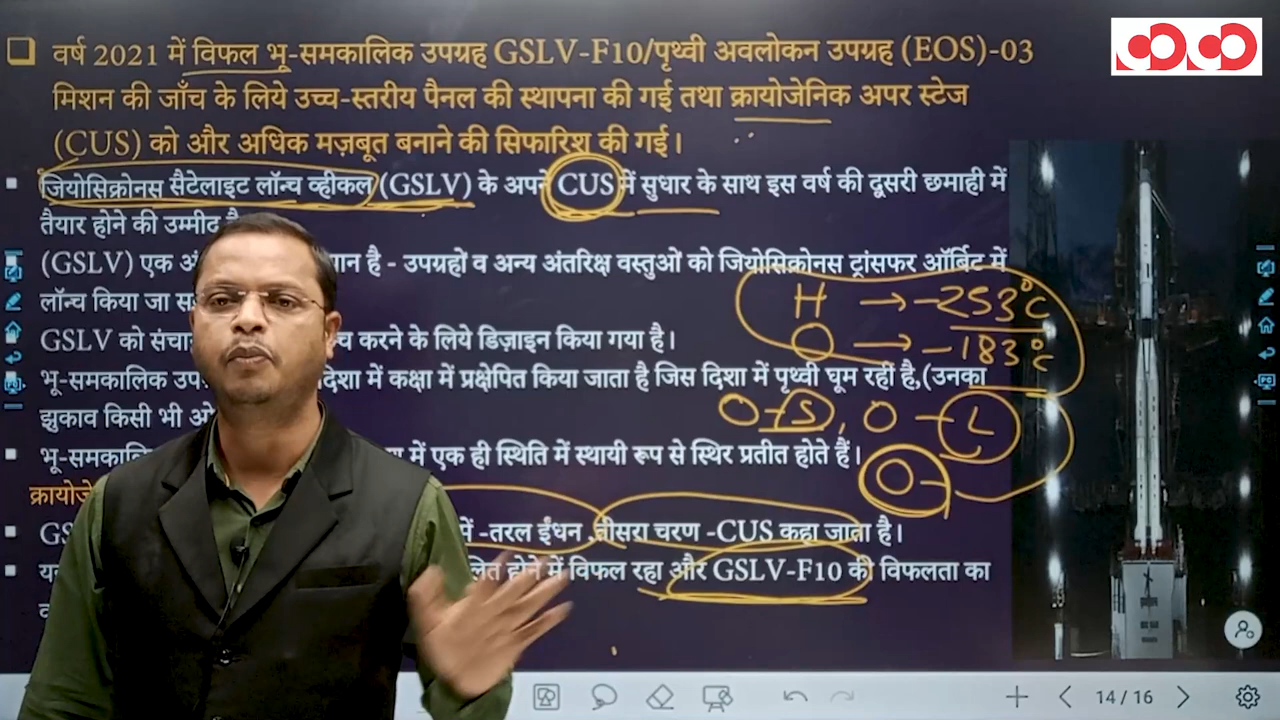 वर्ष 2021 में विफल भू-समकालिक उपग्रह GSLV-F10/पृथ्वी अवलोकन उपग्रह (EOS)-03
मिशन की जाँच के लिये उच्च-स्तरीय पैनल की स्थापना की गई तथा क्रायोजेनिक अपर स्टेज
(CUS) को और अधिक मज़बूत बनाने की सिफारिश की गई।
जियोसिंक्रोनस सैटेलाइट लॉन्च व्हीकल (GSLV) के अपने CUS में सुधार के साथ इस वर्ष की दूसरी छमाही में
तैयार होने की उम्मीद है
(GSLV) एक यान है - उपग्रहों व अन्य अंतरिक्ष वस्तुओं को जियोसिंक्रोनस ट्रांसफर ऑर्बिट में
लॉन्च किया जा
H → -253°C
O → -183°C
GSLV को लॉन्च करने के लिये डिज़ाइन किया गया है।
भू-समकालिक दिशा में कक्षा में प्रक्षेपित किया जाता है जिस दिशा में पृथ्वी घूम रही है,(उनका
झुकाव किसी भी
O-S, O-L
भू-समकालिक में एक ही स्थिति में स्थायी रूप से स्थिर प्रतीत होते हैं।
O
में -तरल ईंधन ,तीसरा चरण -CUS कहा जाता है।
होने में विफल रहा और GSLV-F10 की विफलता का
14 / 16